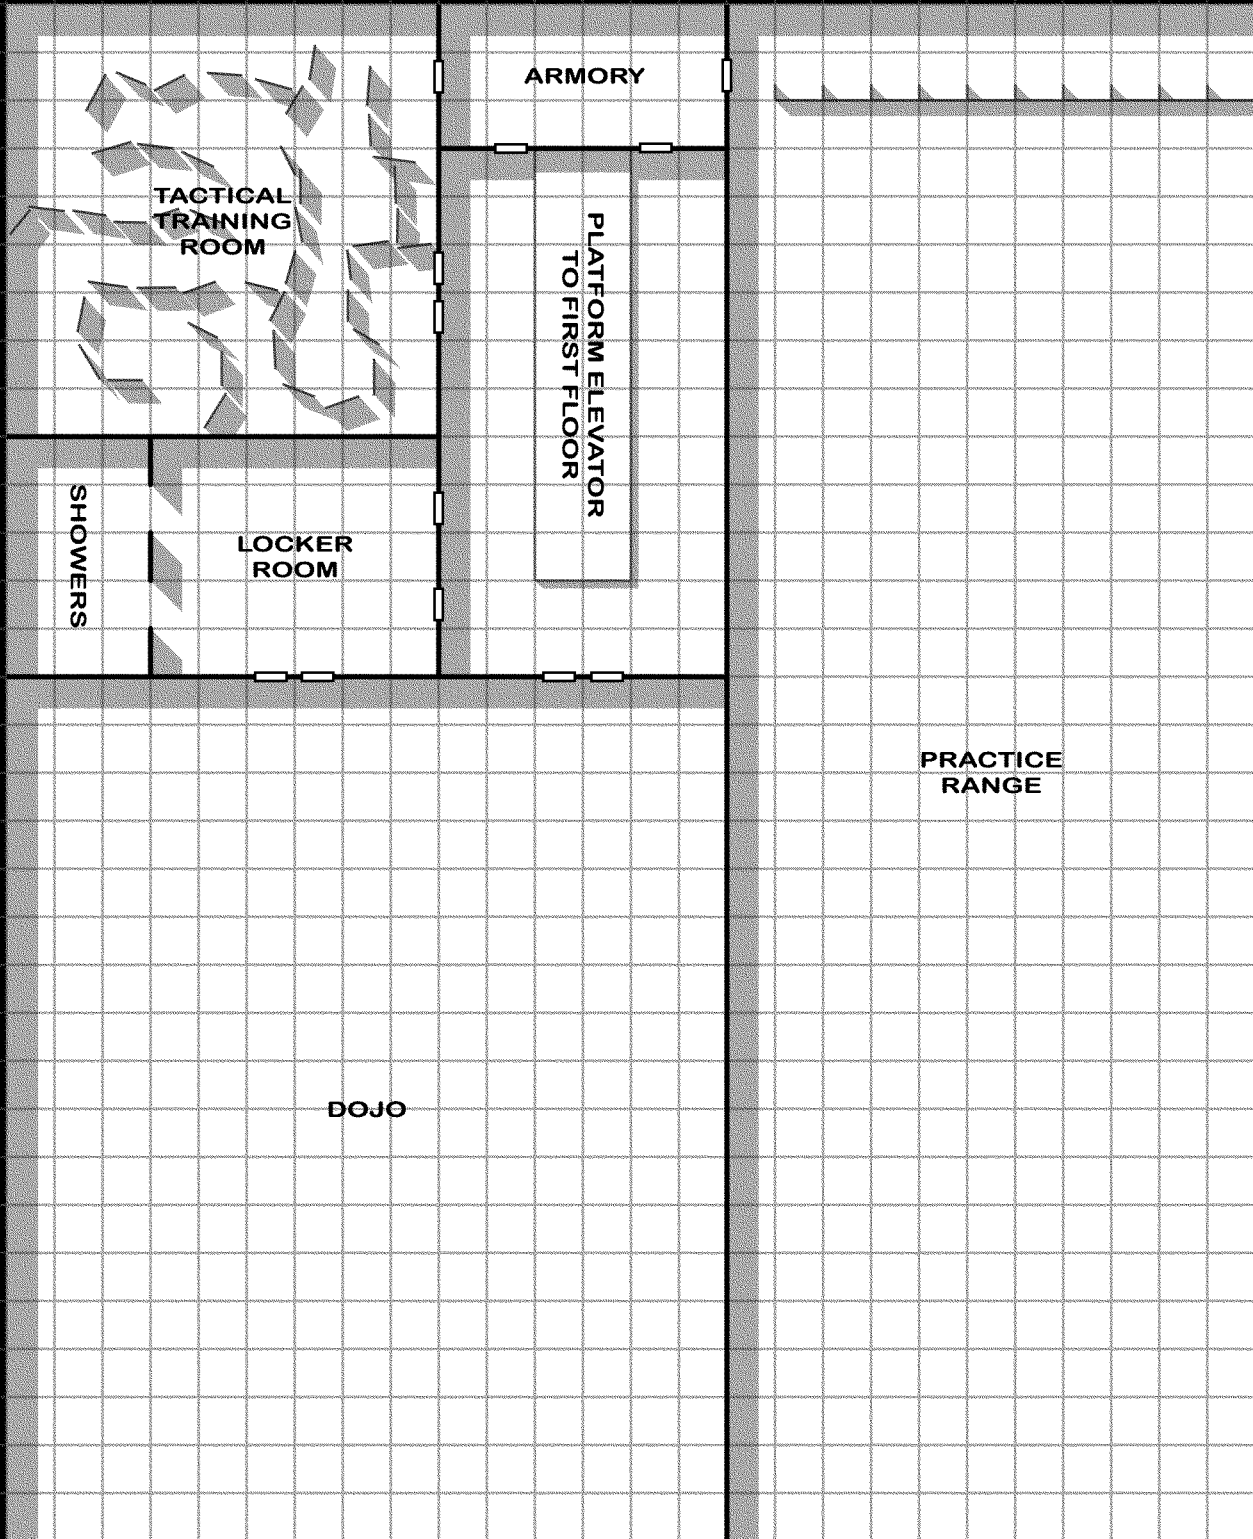 ARMORY
TACTICAL
TRAINING
ROOM
PLATFORM ELEVATOR
TO FIRST FLOOR
SHOWERS
LOCKER
ROOM
PRACTICE
RANGE
DOJO